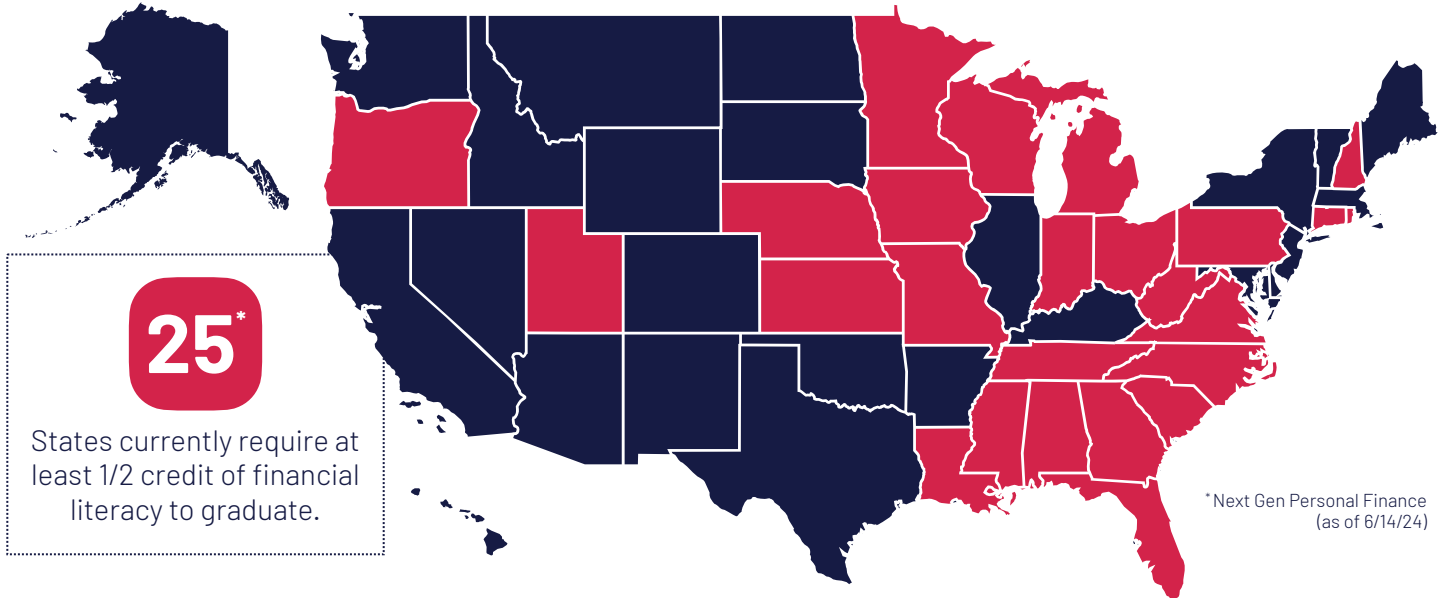 25*
States currently require at
least 1/2 credit of financial
literacy to graduate.
*Next Gen Personal Finance
(as of 6/14/24)